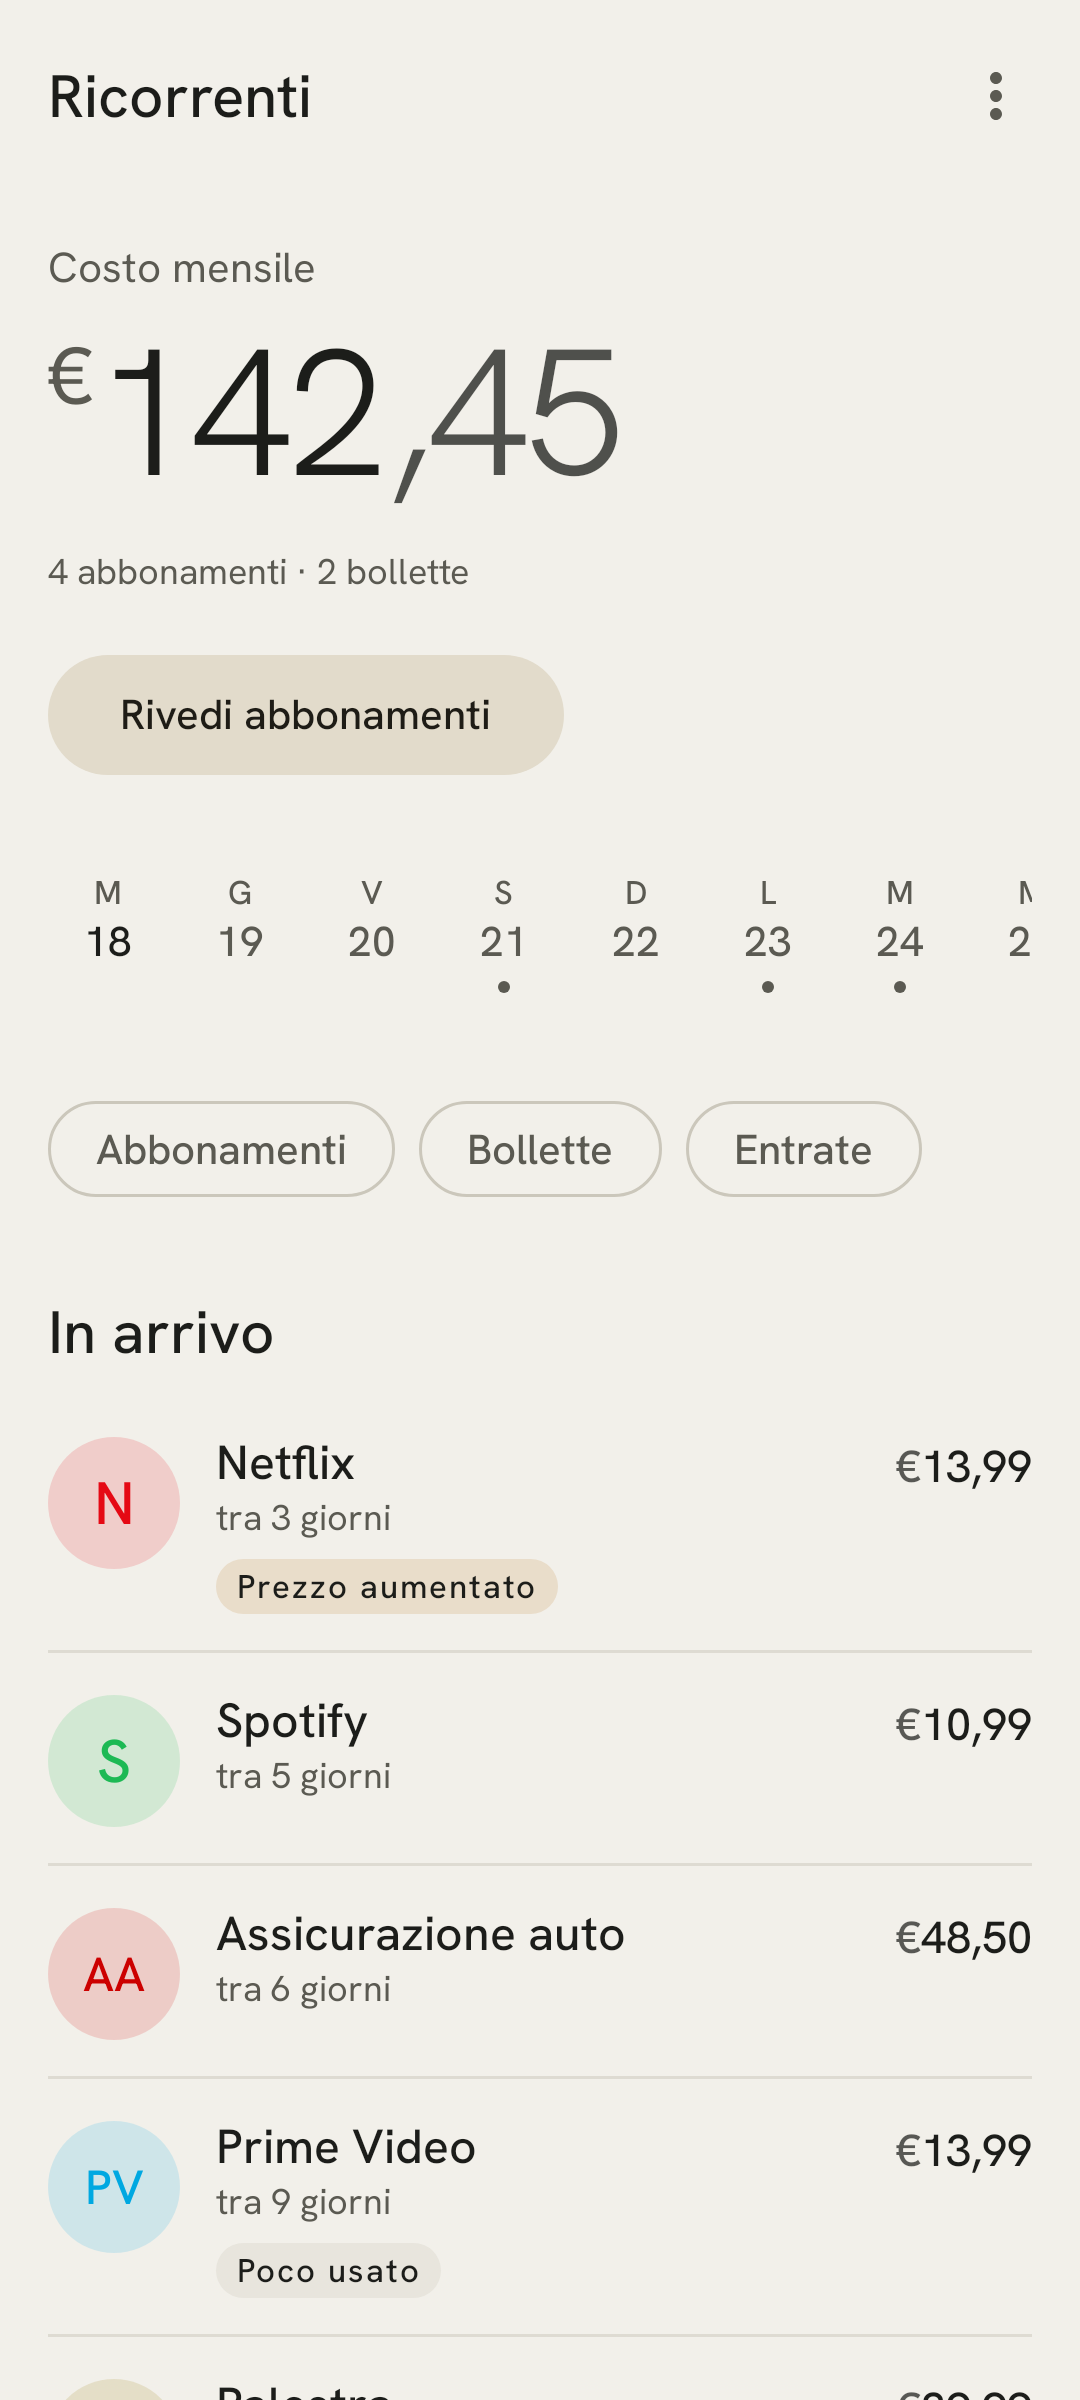 Ricorrenti
Costo mensile
€142,45
4 abbonamenti · 2 bollette
Rivedi abbonamenti
M G V S D L M
18 19 20 21 22 23 24
Abbonamenti Bollette Entrate
In arrivo
N
Netflix €13,99
tra 3 giorni
Prezzo aumentato
S
Spotify €10,99
tra 5 giorni
AA
Assicurazione auto €48,50
tra 6 giorni
PV
Prime Video €13,99
tra 9 giorni
Poco usato